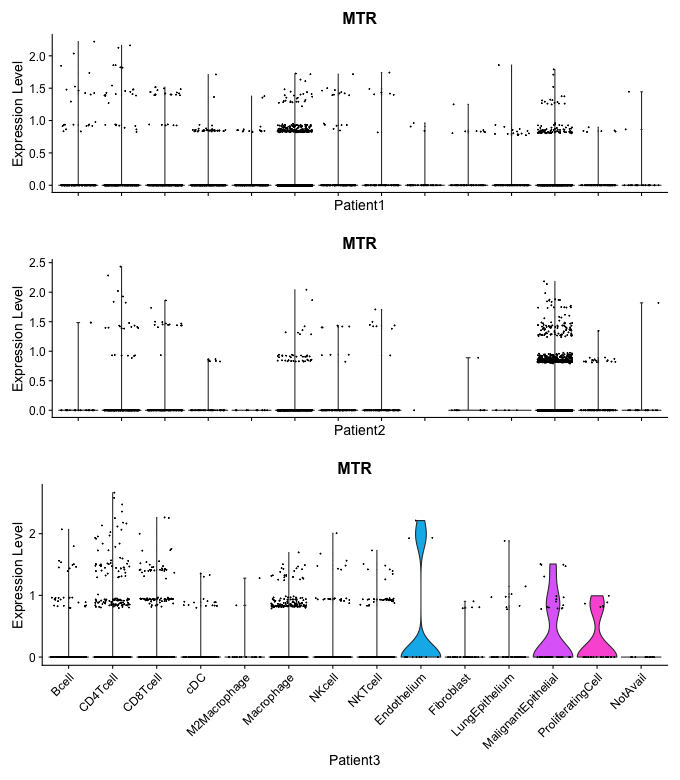 MTR
Expression Level
2.0
1.5
1.0
0.5
0.0
Patient1
MTR
Expression Level
2.5
2.0
1.5
1.0
0.5
0.0
Patient2
MTR
Expression Level
2
1
0
Bcell
CD4Tcell
CD8Tcell
cDC
M2Macrophage
Macrophage
NKcell
NKTcell
Endothelium
Fibroblast
LungEpithelium
MalignantEpithelial
ProliferatingCell
NotAvail
Patient3